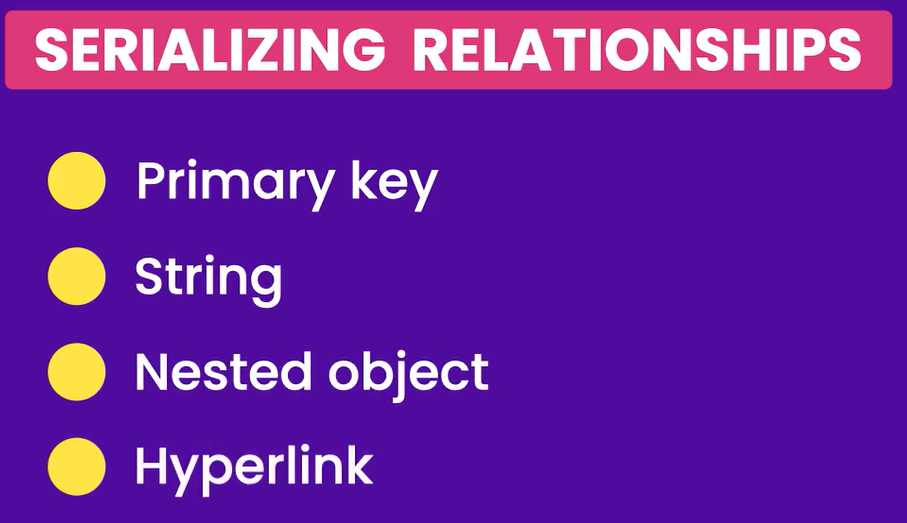 SERIALIZING RELATIONSHIPS
Primary key
String
Nested object
Hyperlink